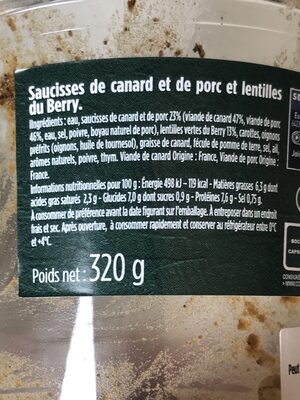 Saucisses de canard et de porc et lentilles
du Berry.
Ingrédients : eau, saucisses de canard et de porc 23% (viande de canard 47%, viande de porc
46%, eau, sel, poivre, boyau naturel de porc), lentilles vertes du Berry 13%, carottes, oignons
préfrits (oignons, huile de tournesol), graisse de canard, fécule de pomme de terre, sel, ail,
arômes naturels, poivre, thym. Viande de canard Origine : France, Viande de porc Origine :
France.
Informations nutritionnelles pour 100 g : Énergie 498 kJ – 119 kcal - Matières grasses 6,3 g dont
acides gras saturés 2,3 g - Glucides 7,0 g dont sucres 0,9 g - Protéines 7,6 g - Sel 0,75 g.
A consommer de préférence avant la date figurant sur l'emballage. À entreposer dans un endroit
frais et sec. Après ouverture, à consommer rapidement et conserver au réfrigérateur entre 0°C
et +4°C.
Poids net : 320 g
Peut